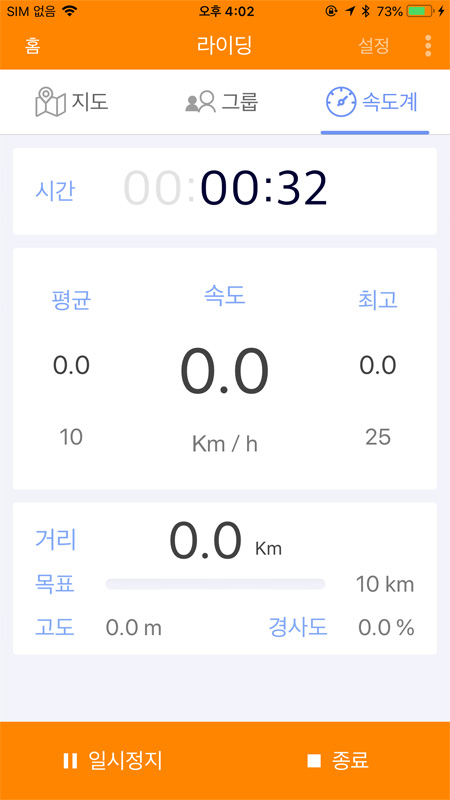 SIM 없음 오후 4:02 73%
홈 라이딩 설정
지도 그룹 속도계
시간 00:00:32
평균 속도 최고
0.0 0.0 0.0
10 Km / h 25
거리 0.0 Km
목표 10 km
고도 0.0 m 경사도 0.0 %
일시정지 종료